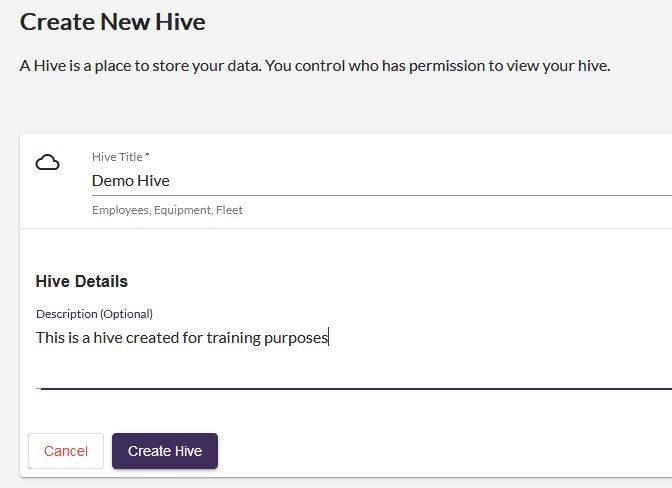 Create New Hive
A Hive is a place to store your data. You control who has permission to view your hive.
Hive Title *
Demo Hive
Employees, Equipment, Fleet
Hive Details
Description (Optional)
This is a hive created for training purposes
Cancel
Create Hive